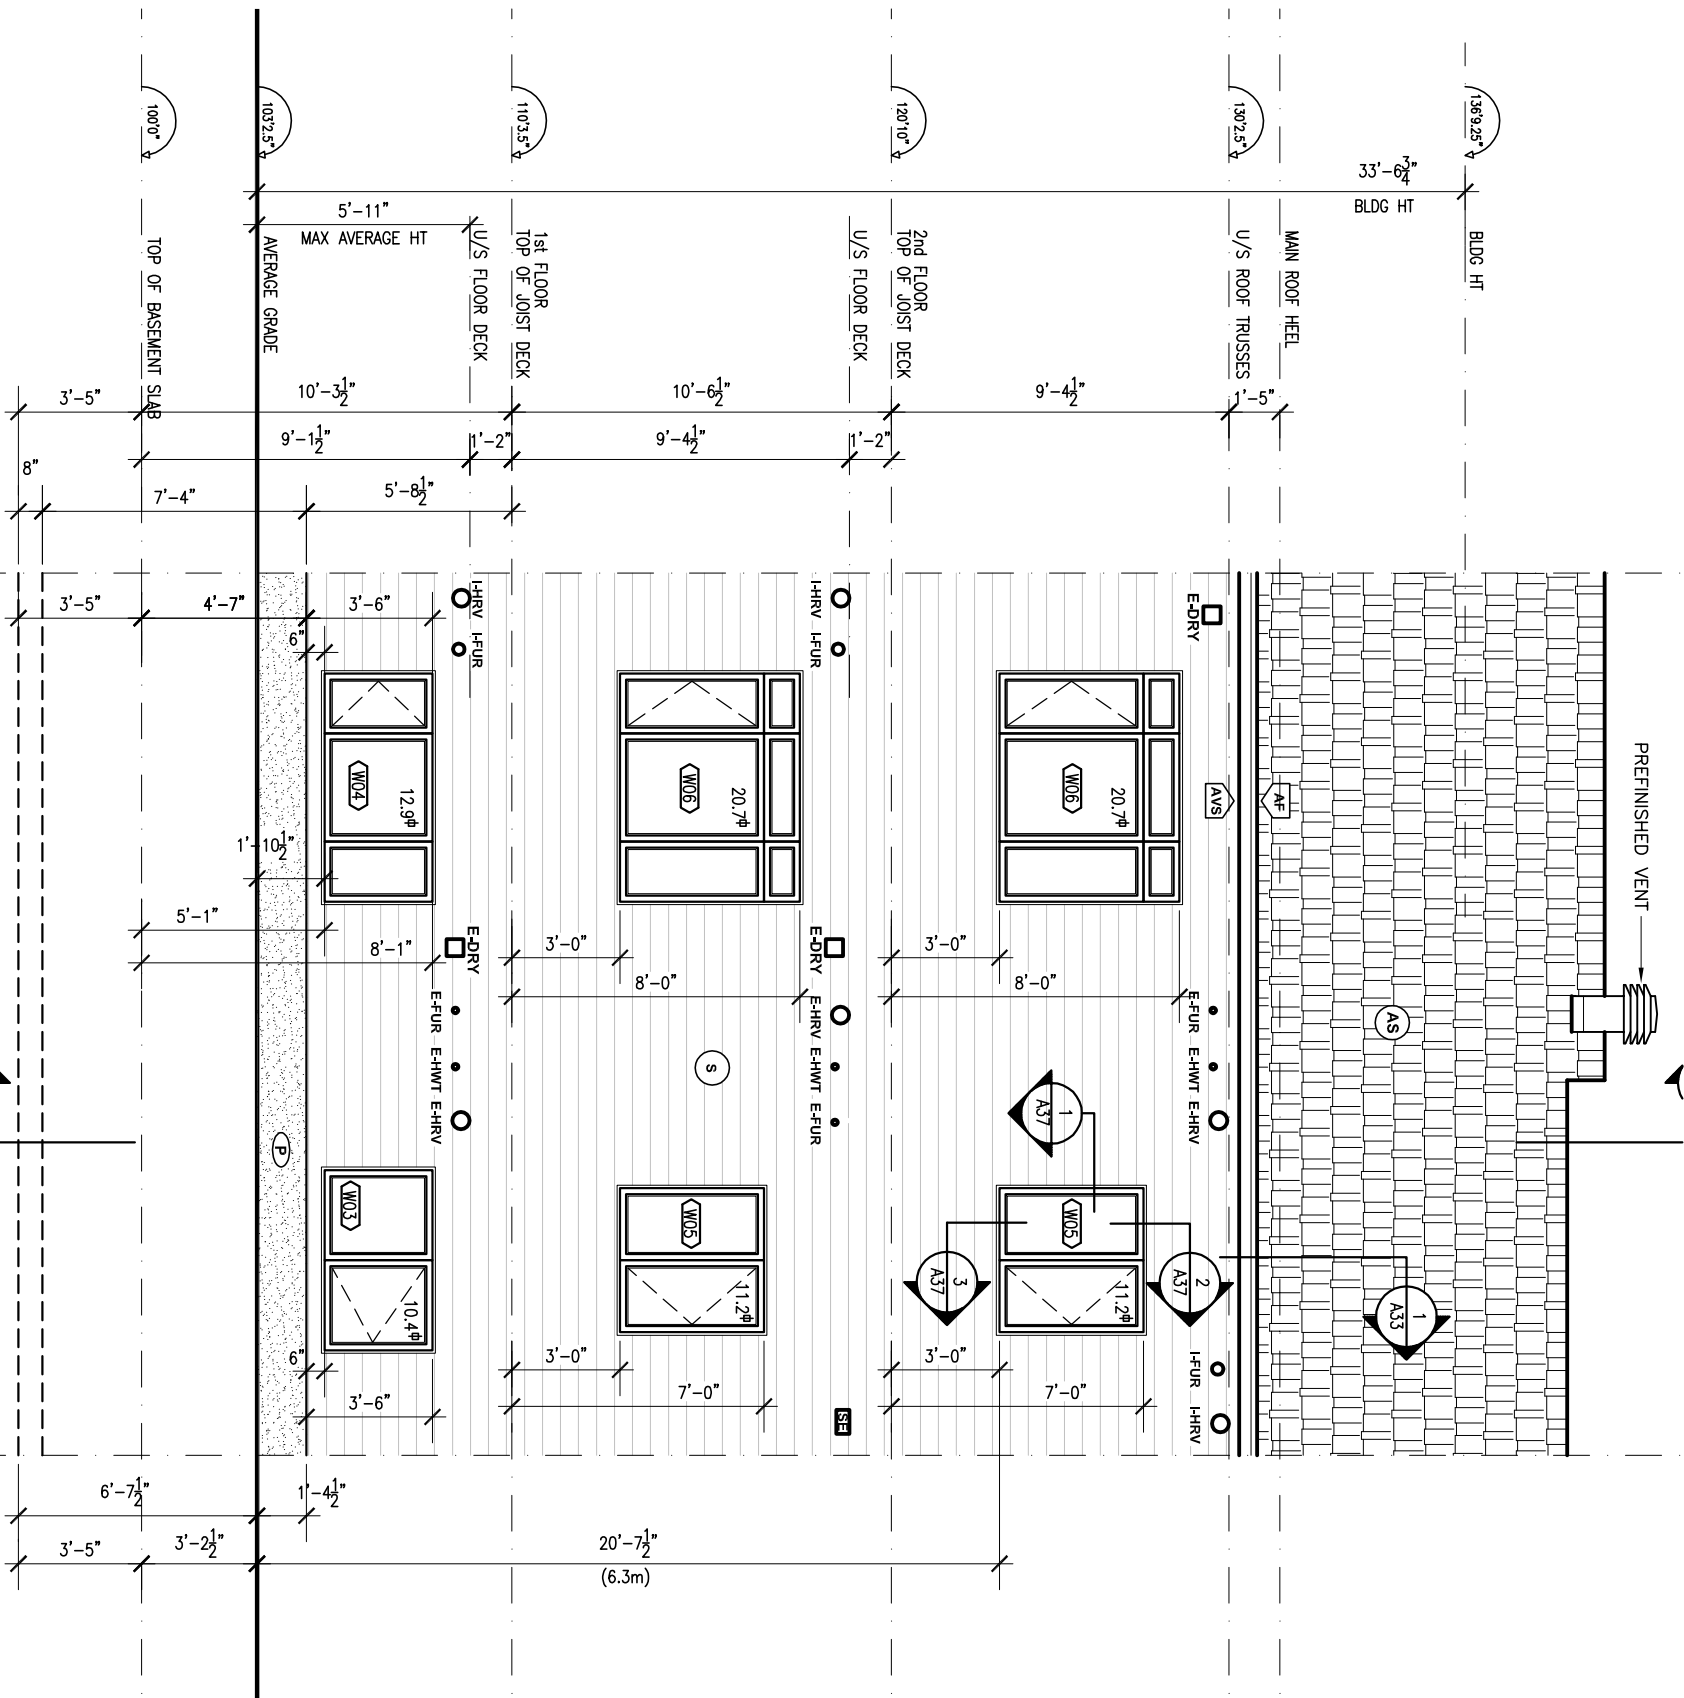 136'9.25"
130'2.5"
120'10"
110'3.5"
103'2.5"
100'0"
33'-6 3/4"
BLDG HT
5'-11"
MAX AVERAGE HT
BLDG HT
MAIN ROOF HEEL
U/S ROOF TRUSSES
2nd FLOOR
TOP OF JOIST DECK
U/S FLOOR DECK
1st FLOOR
TOP OF JOIST DECK
U/S FLOOR DECK
AVERAGE GRADE
TOP OF BASEMENT SLAB
3'-5"
10'-3 1/2"
10'-6 1/2"
9'-4 1/2"
1'-5"
9'-1 1/2"
1'-2"
9'-4 1/2"
1'-2"
8"
7'-4"
5'-8 1/2"
3'-5"
4'-7"
3'-6"
6"
I-HRV
I-FUR
I-HRV
I-FUR
E-DRY
PREFINISHED VENT
W04
12.9
W06
20.7
W06
20.7
AVS
AF
1'-10 1/2"
5'-1"
8'-1"
3'-0"
8'-0"
3'-0"
8'-0"
E-DRY
E-FUR
E-HWT
E-HRV
E-DRY
E-HRV
E-HWT
E-FUR
E-FUR
E-HWT
E-HRV
AS
S
P
1
A37
2
A37
3
A37
1
A33
W03
10.4
W05
11.2
W05
11.2
6"
3'-6"
3'-0"
7'-0"
3'-0"
7'-0"
SE
I-FUR
I-HRV
6'-7 1/2"
1'-4 1/2"
3'-5"
3'-2 1/2"
20'-7 1/2"
(6.3m)